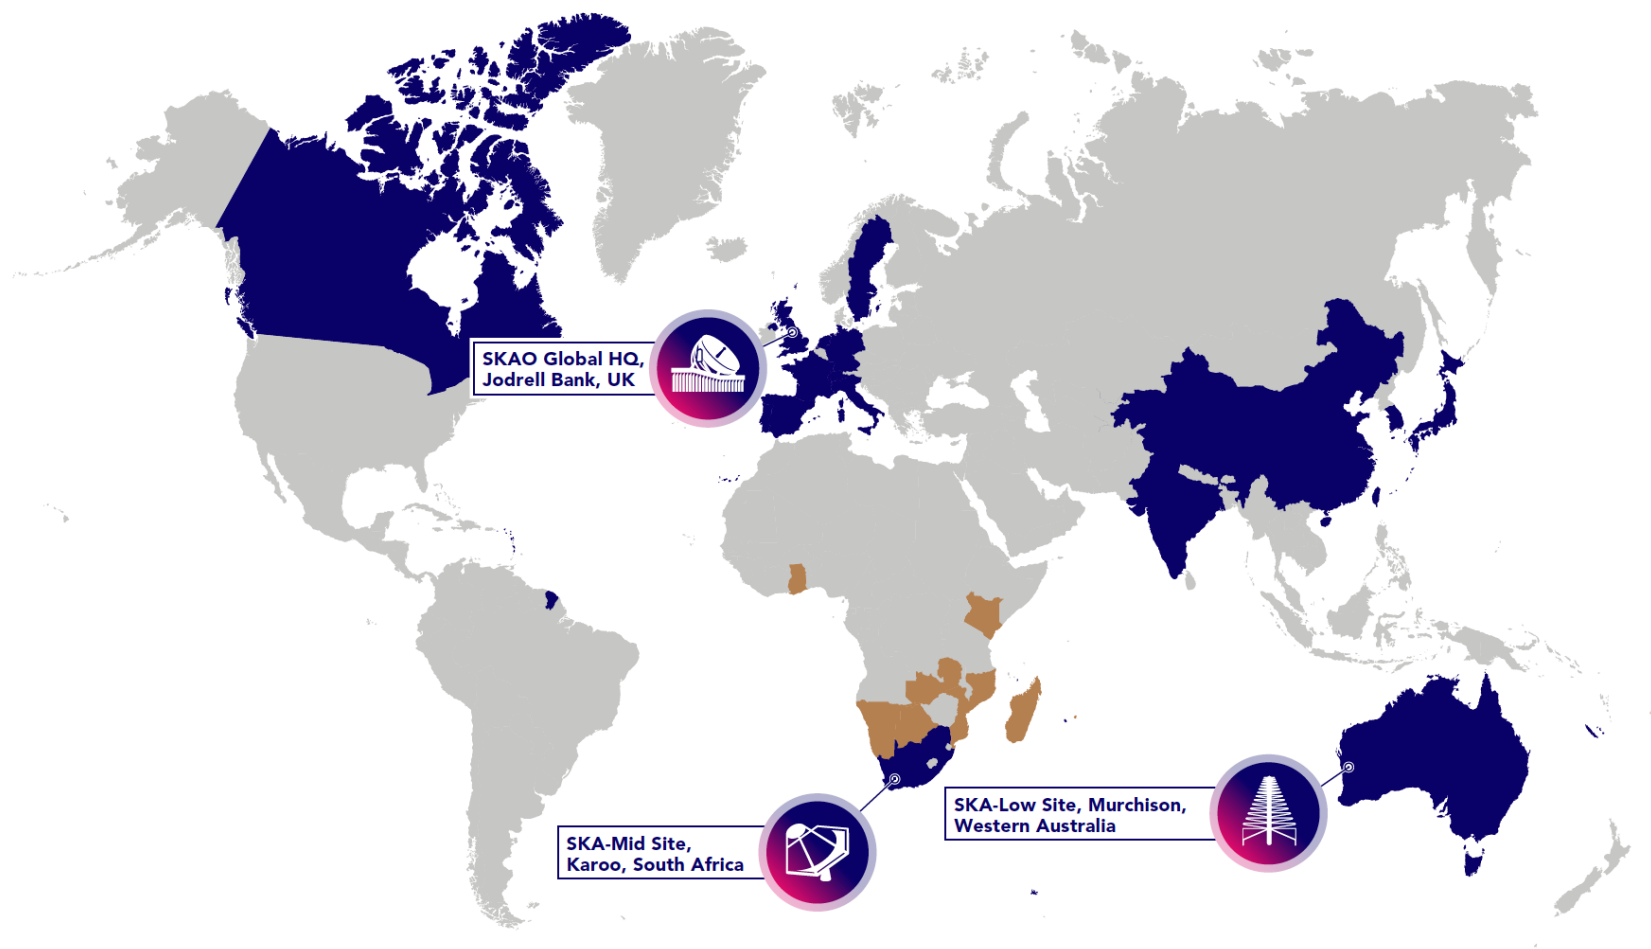 SKAO Global HQ,
Jodrell Bank, UK
SKA-Mid Site,
Karoo, South Africa
SKA-Low Site, Murchison,
Western Australia